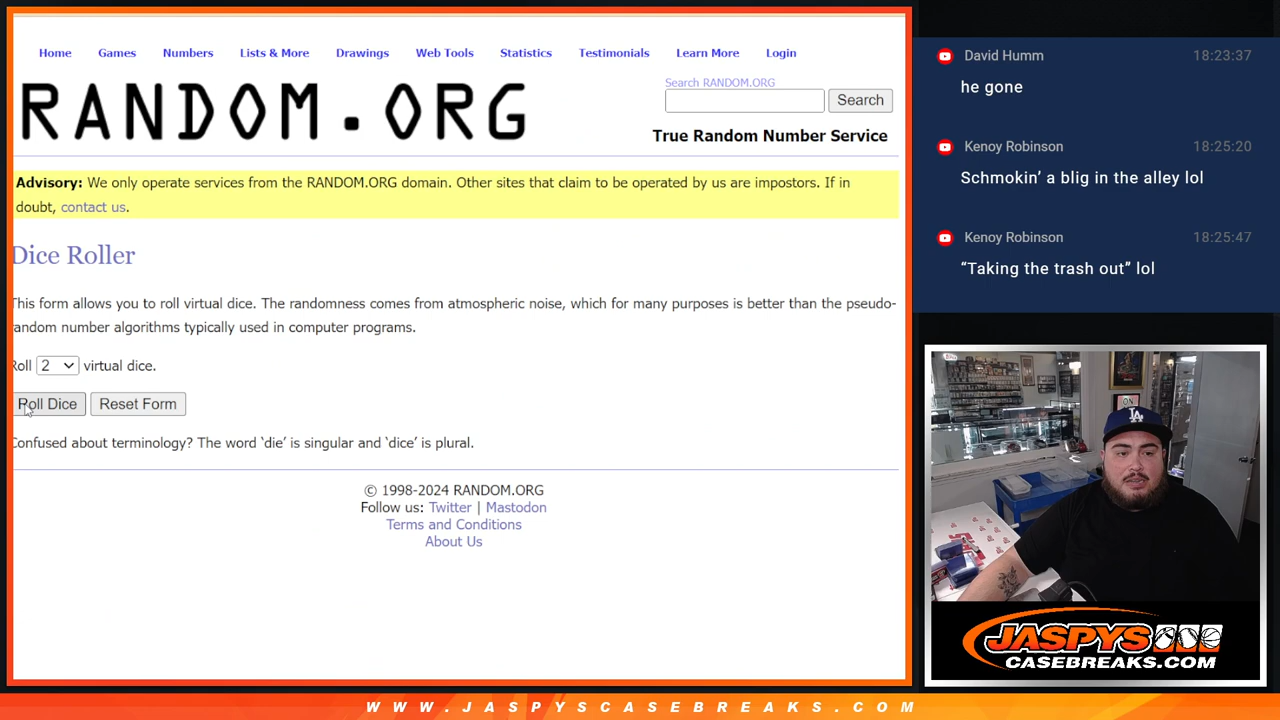 Home Games Numbers Lists & More Drawings Web Tools Statistics Testimonials Learn More Login
RANDOM.ORG
Search RANDOM.ORG
Search
True Random Number Service
Advisory: We only operate services from the RANDOM.ORG domain. Other sites that claim to be operated by us are impostors. If in
doubt, contact us.
Dice Roller
This form allows you to roll virtual dice. The randomness comes from atmospheric noise, which for many purposes is better than the pseudo-
random number algorithms typically used in computer programs.
Roll 2 virtual dice.
Roll Dice Reset Form
Confused about terminology? The word ‘die’ is singular and ‘dice’ is plural.
© 1998-2024 RANDOM.ORG
Follow us: Twitter | Mastodon
Terms and Conditions
About Us
David Humm 18:23:37
he gone
Kenoy Robinson 18:25:20
Schmokin’ a blig in the alley lol
Kenoy Robinson 18:25:47
“Taking the trash out” lol
ON
LA
JASPYS
CASEBREAKS.COM
WWW.JASPYSCASEBREAKS.COM